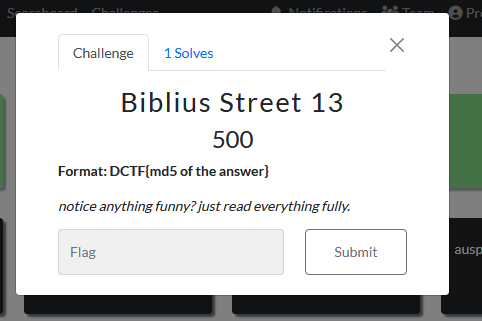 Scoreboard Challenges Notifications Team
Challenge
1 Solves
Biblius Street 13
500
Format: DCTF{md5 of the answer}
notice anything funny? just read everything fully.
Flag
Submit
ausp